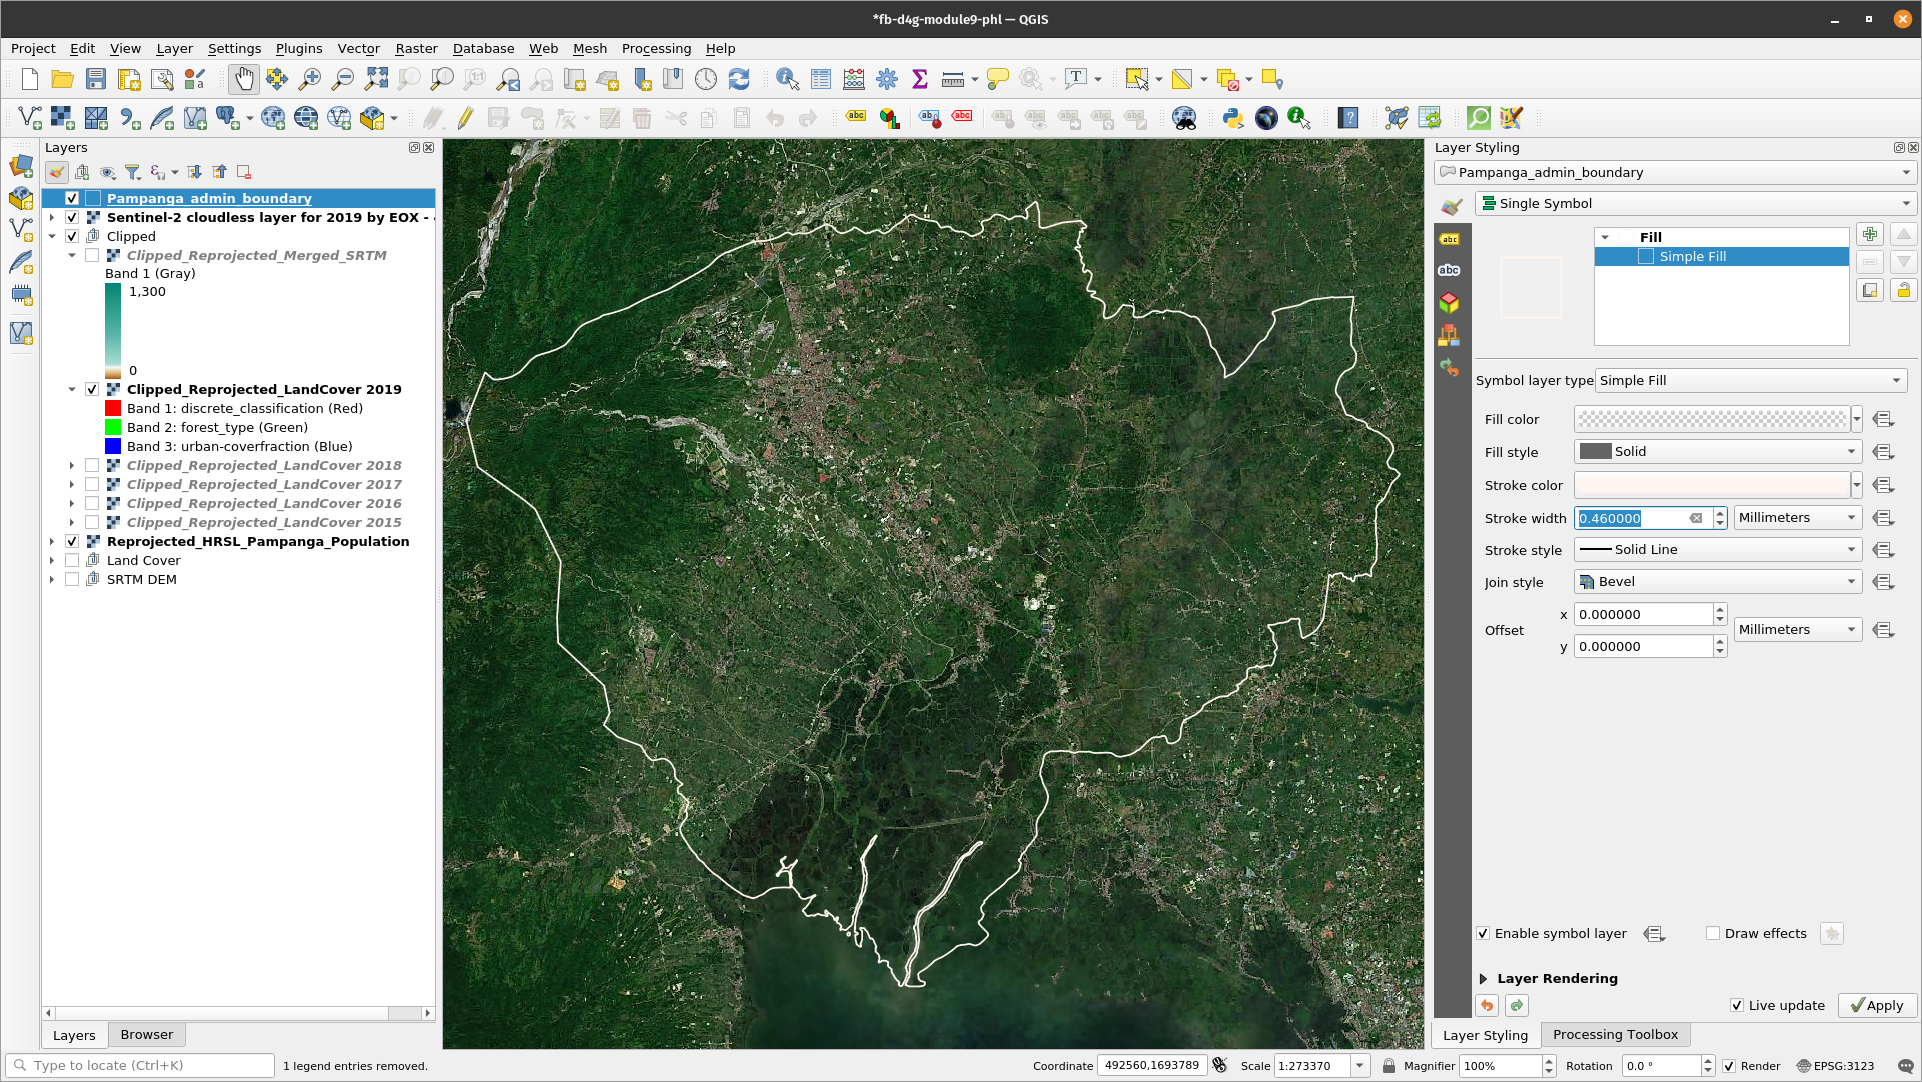 *fb-d4g-module9-phl — QGIS
Project Edit View Layer Settings Plugins Vector Raster Database Web Mesh Processing Help
Layers
Layer Styling
Pampanga_admin_boundary
Pampanga_admin_boundary
Sentinel-2 cloudless layer for 2019 by EOX -
Single Symbol
Clipped
Fill
Clipped_Reprojected_Merged_SRTM
Simple Fill
Band 1 (Gray)
1,300
0
Symbol layer type Simple Fill
Clipped_Reprojected_LandCover 2019
Band 1: discrete_classification (Red)
Fill color
Band 2: forest_type (Green)
Band 3: urban-coverfraction (Blue)
Fill style Solid
Clipped_Reprojected_LandCover 2018
Clipped_Reprojected_LandCover 2017
Stroke color
Clipped_Reprojected_LandCover 2016
Clipped_Reprojected_LandCover 2015
Stroke width 0.460000 Millimeters
Reprojected_HRSL_Pampanga_Population
Stroke style Solid Line
Land Cover
SRTM DEM
Join style Bevel
x 0.000000
Offset Millimeters
y 0.000000
Enable symbol layer Draw effects
Layer Rendering
Live update Apply
Layers Browser
Layer Styling Processing Toolbox
Type to locate (Ctrl+K) 1 legend entries removed. Coordinate 492560,1693789 Scale 1:273370 Magnifier 100% Rotation 0.0 ° Render EPSG:3123